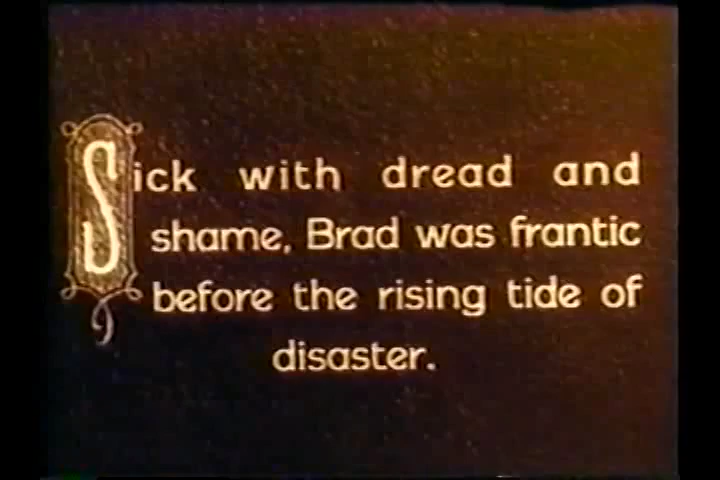 Sick with dread and
shame, Brad was frantic
before the rising tide of
disaster.